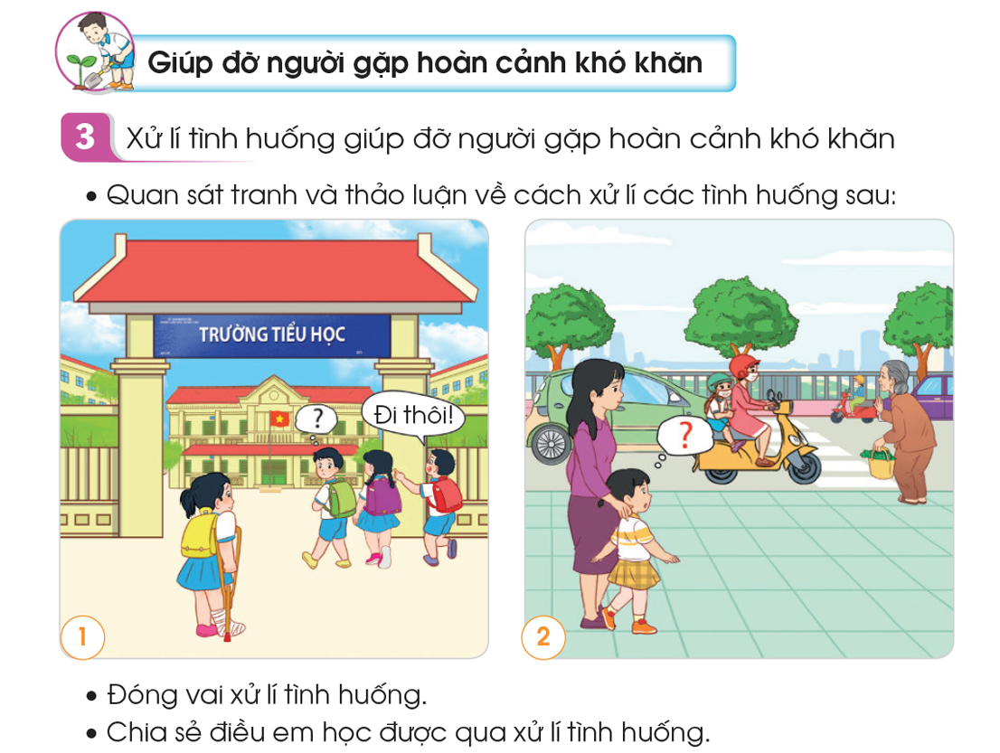 Giúp đỡ người gặp hoàn cảnh khó khăn
3 Xử lí tình huống giúp đỡ người gặp hoàn cảnh khó khăn
• Quan sát tranh và thảo luận về cách xử lí các tình huống sau:
TRƯỜNG TIỂU HỌC
?
Đi thôi!
1
?
2
• Đóng vai xử lí tình huống.
• Chia sẻ điều em học được qua xử lí tình huống.